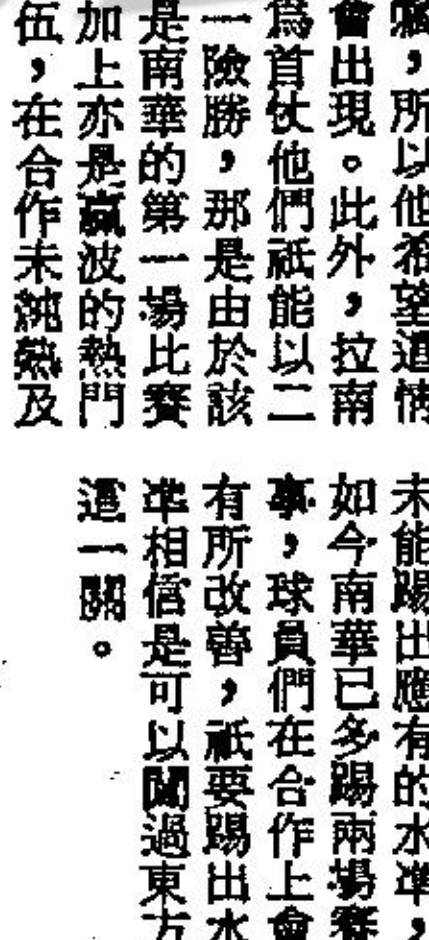 囑，所以他希望這情
會出現。此外，拉南
爲首仗他們祇能以二
一險勝，那是由於該
是南華的第一場比賽
加上亦是贏波的熱門
伍，在合作未純熟及
未能踢出應有的水準，
如今南華已多踢兩場賽
事，球員們在合作上會
有所改善，祇要踢出水
準相信是可以闖過東方
這一關。